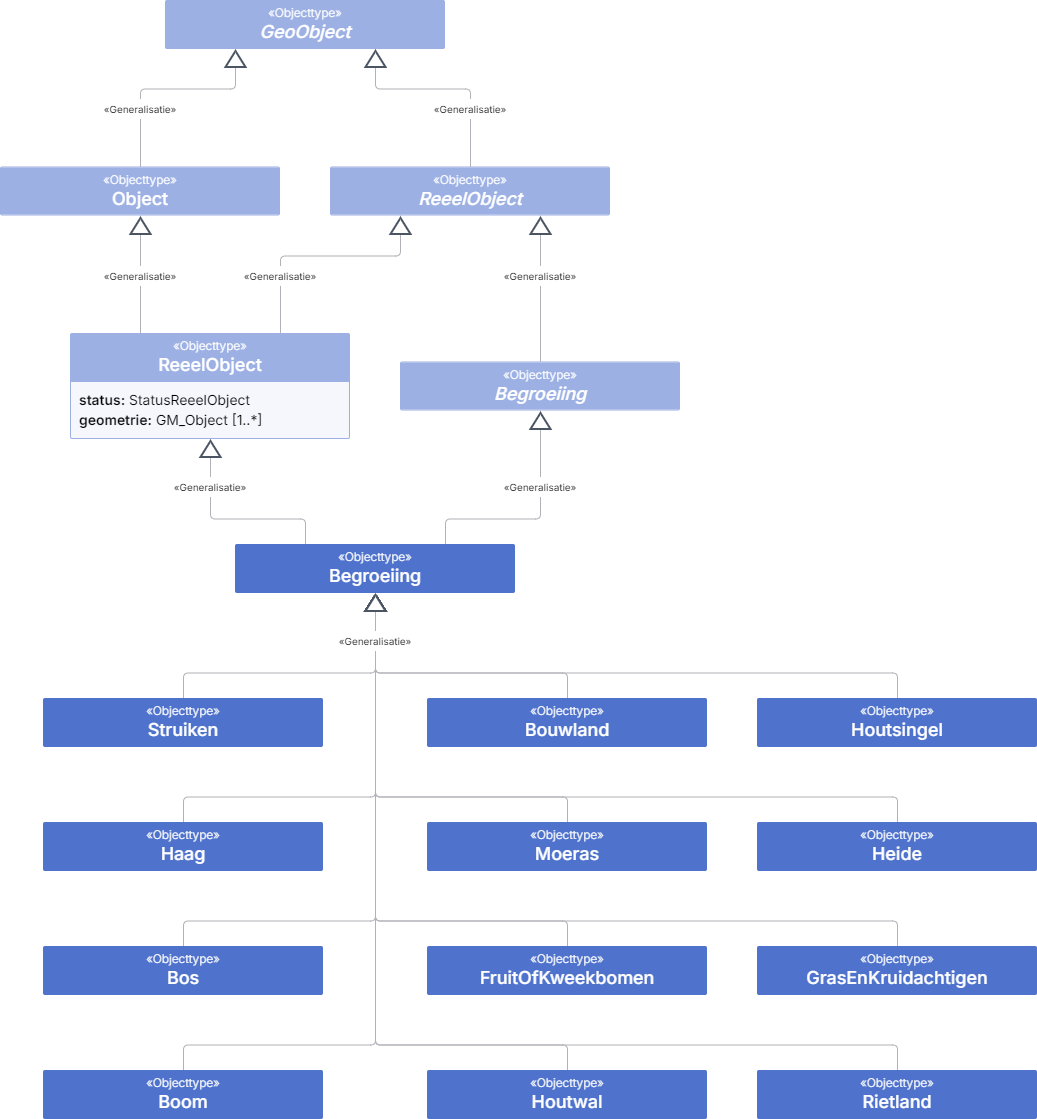 «Objecttype»
GeoObject
«Generalisatie»
«Generalisatie»
«Objecttype»
Object
«Objecttype»
ReeelObject
«Generalisatie»
«Generalisatie»
«Generalisatie»
«Objecttype»
ReeelObject
status: StatusReeelObject
geometrie: GM_Object [1..*]
«Objecttype»
Begroeiing
«Generalisatie»
«Generalisatie»
«Objecttype»
Begroeiing
«Generalisatie»
«Objecttype»
Struiken
«Objecttype»
Bouwland
«Objecttype»
Houtsingel
«Objecttype»
Haag
«Objecttype»
Moeras
«Objecttype»
Heide
«Objecttype»
Bos
«Objecttype»
FruitOfKweekbomen
«Objecttype»
GrasEnKruidachtigen
«Objecttype»
Boom
«Objecttype»
Houtwal
«Objecttype»
Rietland